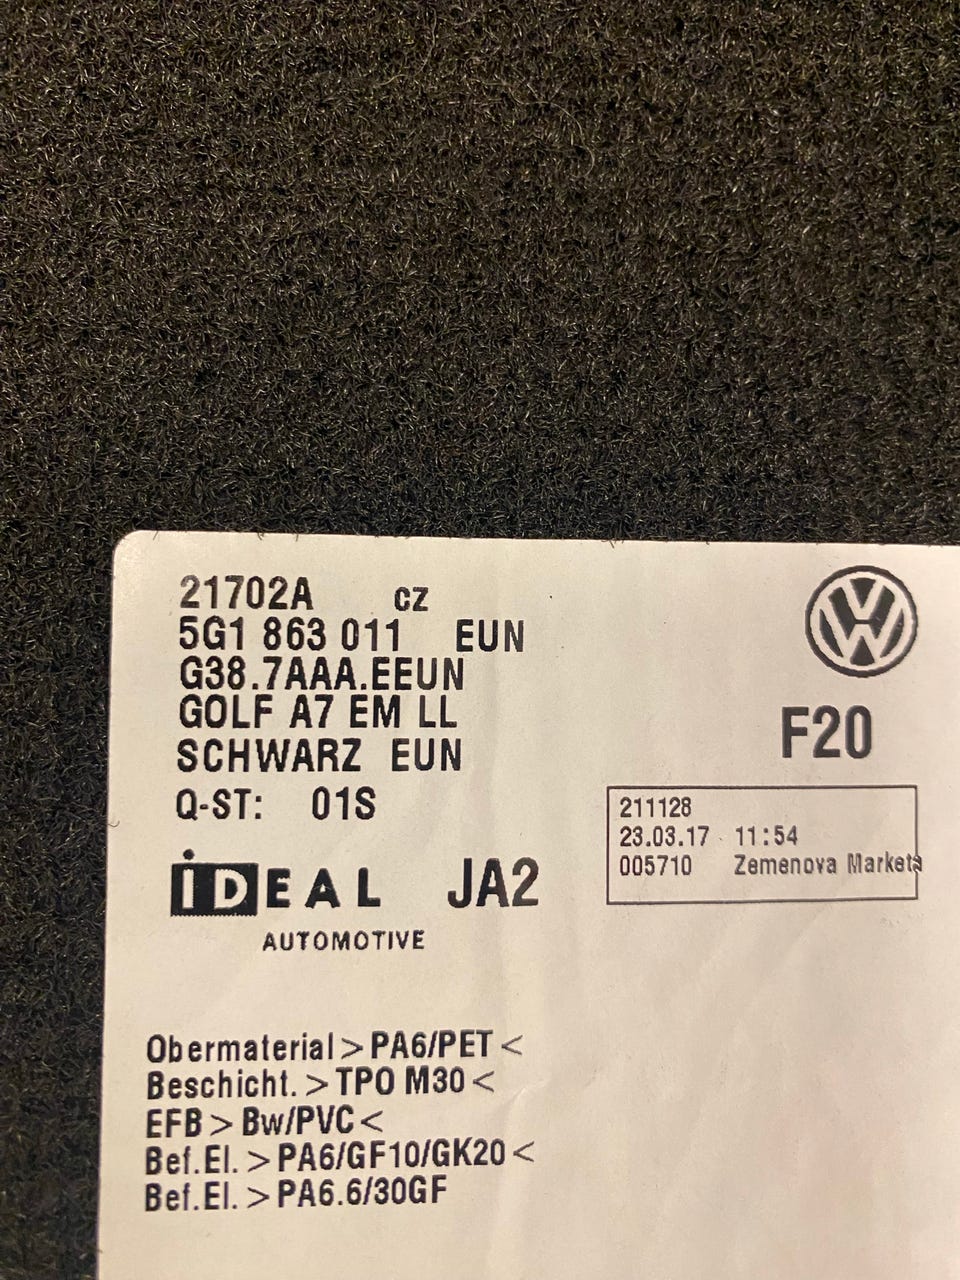 21702A cz
5G1 863 011 EUN
G38.7AAA.EEUN
GOLF A7 EM LL
SCHWARZ EUN
Q-ST: 01S
F20
211128
23.03.17 11:54
005710 Zemenova Marketa
iDEAL JA2
AUTOMOTIVE
Obermaterial>PA6/PET<
Beschicht.>TPO M30<
EFB>Bw/PVC<
Bef.El.>PA6/GF10/GK20<
Bef.El.>PA6.6/30GF